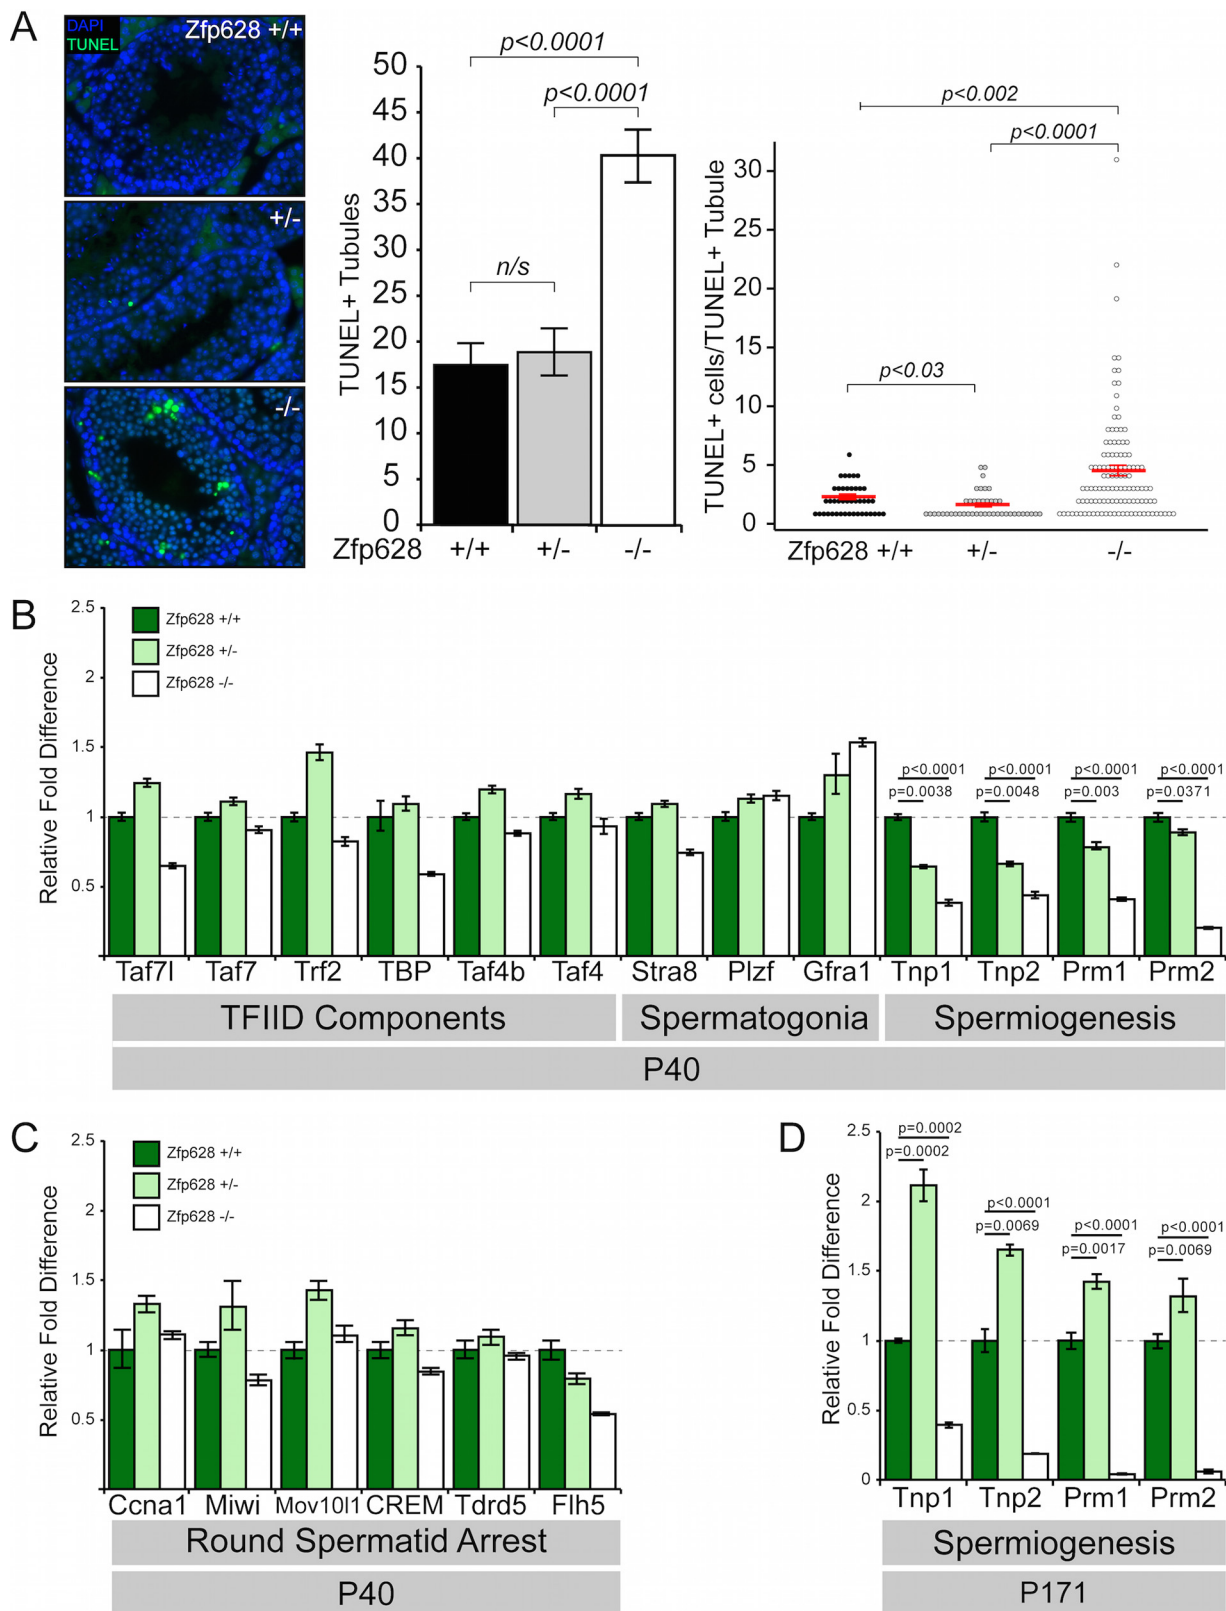 A
DAPI
TUNEL
Zfp628 +/+
+/-
-/-
TUNEL+ Tubules
50
45
40
35
30
25
20
15
10
5
0
p<0.0001
p<0.0001
n/s
Zfp628 +/+ +/- -/-
TUNEL+ cells/TUNEL+ Tubule
30
25
20
15
10
5
0
p<0.002
p<0.0001
p<0.03
Zfp628 +/+ +/- -/-
B
Relative Fold Difference
2.5
2
1.5
1
0.5
Zfp628 +/+
Zfp628 +/-
Zfp628 -/-
p<0.0001 p<0.0001 p<0.0001 p<0.0001
p=0.0038 p=0.0048 p=0.003 p=0.0371
Taf7l Taf7 Trf2 TBP Taf4b Taf4 Stra8 Plzf Gfra1 Tnp1 Tnp2 Prm1 Prm2
TFIID Components Spermatogonia Spermiogenesis
P40
C
Relative Fold Difference
2.5
2
1.5
1
0.5
Zfp628 +/+
Zfp628 +/-
Zfp628 -/-
Ccna1 Miwi Mov10l1 CREM Tdrd5 Flh5
Round Spermatid Arrest
P40
D
Relative Fold Difference
2.5
2
1.5
1
0.5
0
p=0.0002
p=0.0002
p<0.0001
p=0.0069
p<0.0001
p=0.0017
p<0.0001
p=0.0069
Tnp1 Tnp2 Prm1 Prm2
Spermiogenesis
P171